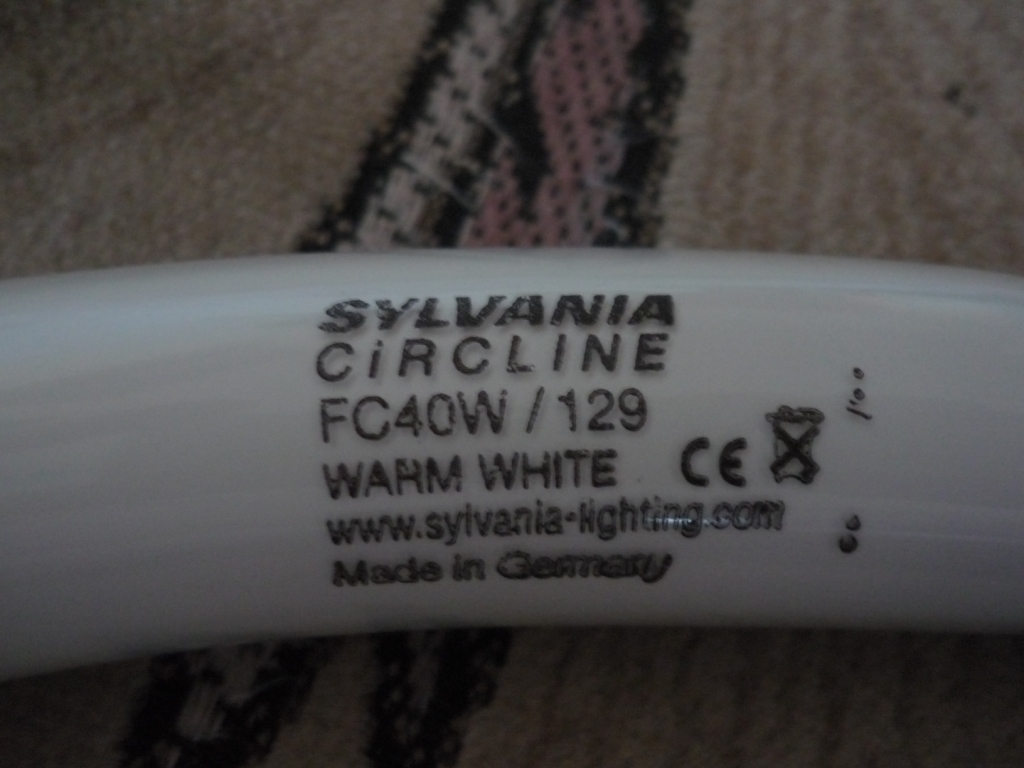 SYLVANIA
CiRCLINE
FC40W / 129
WARM WHITE CE
www.sylvania-lighting.com
Made in Germany